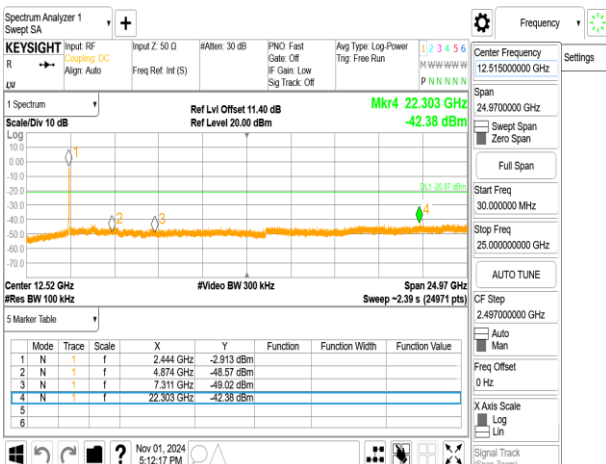 Spectrum Analyzer 1
Swept SA
+
Frequency
KEYSIGHT Input: RF Input Z: 50 Ω #Atten: 30 dB PNO: Fast Avg Type: Log-Power 1 2 3 4 5 6
R Coupling: DC Gate: Off Trig: Free Run M W W W W W
Align: Auto Freq Ref: Int (S) IF Gain: Low
Sig Track: Off P N N N N N
LXI
Center Frequency
12.515000000 GHz
Settings
Span
24.9700000 GHz
Swept Span
Zero Span
Full Span
Start Freq
30.000000 MHz
Stop Freq
25.000000000 GHz
AUTO TUNE
CF Step
2.497000000 GHz
Auto
Man
Freq Offset
0 Hz
X Axis Scale
Log
Lin
Signal Track
(Span Zoom)
1 Spectrum Ref Lvl Offset 11.40 dB Mkr4 22.303 GHz
Scale/Div 10 dB Ref Level 20.00 dBm -42.38 dBm
Log
10.0
0.00
-10.0
-20.0
-30.0
-40.0
-50.0
-60.0
-70.0
1
DL1 -20.97 dBm
2
3
4
Center 12.52 GHz #Video BW 300 kHz Span 24.97 GHz
#Res BW 100 kHz Sweep ~2.39 s (24971 pts)
5 Marker Table
Mode Trace Scale X Y Function Function Width Function Value
1 N 1 f 2.444 GHz -2.913 dBm
2 N 1 f 4.874 GHz -48.57 dBm
3 N 1 f 7.311 GHz -49.02 dBm
4 N 1 f 22.303 GHz -42.38 dBm
5
6
? Nov 01, 2024
5:12:17 PM